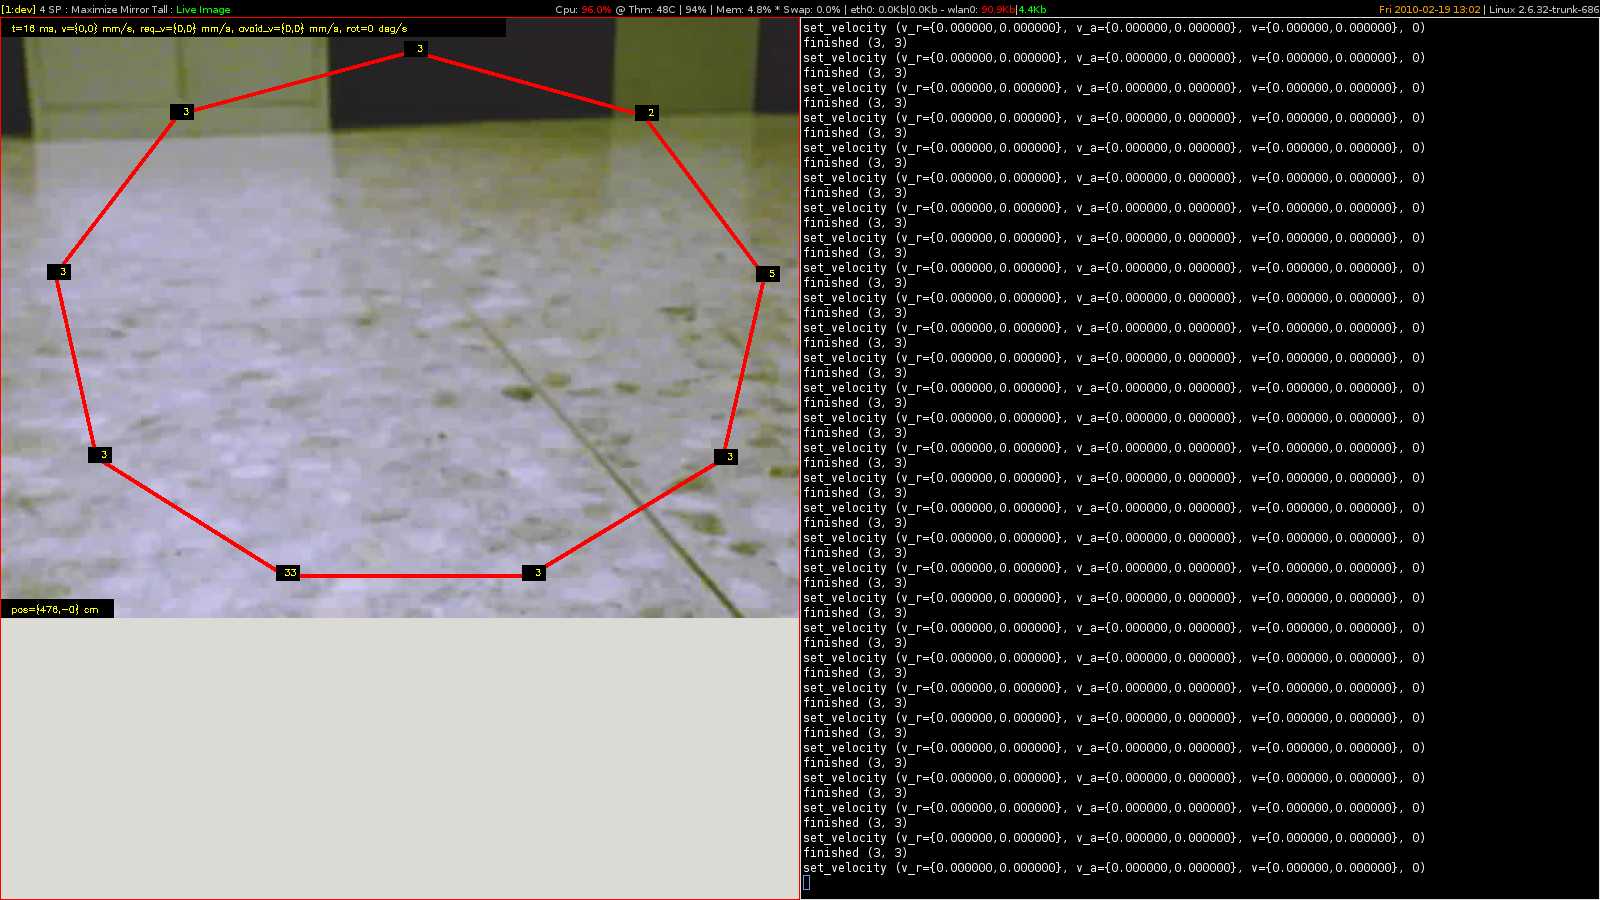 [1:dev] 4 SP : Maximize Mirror Tall : Live Image Cpu: 96.0% @ Thm: 48C | 94% | Mem: 4.8% * Swap: 0.0% | eth0: 0.0Kb|0.0Kb - wlan0: 90.9Kb|4.4Kb Fri 2010-02-19 13:02 | Linux 2.6.32-trunk-686
t=16 ms, v={0,0} mm/s, req_v={0,0} mm/s, avoid_v={0,0} mm/s, rot=0 deg/s
3
3
2
3
5
3
3
33
3
pos={476,-0} cm
set_velocity (v_r={0.000000,0.000000}, v_a={0.000000,0.000000}, v={0.000000,0.000000}, 0)
finished (3, 3)
set_velocity (v_r={0.000000,0.000000}, v_a={0.000000,0.000000}, v={0.000000,0.000000}, 0)
finished (3, 3)
set_velocity (v_r={0.000000,0.000000}, v_a={0.000000,0.000000}, v={0.000000,0.000000}, 0)
finished (3, 3)
set_velocity (v_r={0.000000,0.000000}, v_a={0.000000,0.000000}, v={0.000000,0.000000}, 0)
finished (3, 3)
set_velocity (v_r={0.000000,0.000000}, v_a={0.000000,0.000000}, v={0.000000,0.000000}, 0)
finished (3, 3)
set_velocity (v_r={0.000000,0.000000}, v_a={0.000000,0.000000}, v={0.000000,0.000000}, 0)
finished (3, 3)
set_velocity (v_r={0.000000,0.000000}, v_a={0.000000,0.000000}, v={0.000000,0.000000}, 0)
finished (3, 3)
set_velocity (v_r={0.000000,0.000000}, v_a={0.000000,0.000000}, v={0.000000,0.000000}, 0)
finished (3, 3)
set_velocity (v_r={0.000000,0.000000}, v_a={0.000000,0.000000}, v={0.000000,0.000000}, 0)
finished (3, 3)
set_velocity (v_r={0.000000,0.000000}, v_a={0.000000,0.000000}, v={0.000000,0.000000}, 0)
finished (3, 3)
set_velocity (v_r={0.000000,0.000000}, v_a={0.000000,0.000000}, v={0.000000,0.000000}, 0)
finished (3, 3)
set_velocity (v_r={0.000000,0.000000}, v_a={0.000000,0.000000}, v={0.000000,0.000000}, 0)
finished (3, 3)
set_velocity (v_r={0.000000,0.000000}, v_a={0.000000,0.000000}, v={0.000000,0.000000}, 0)
finished (3, 3)
set_velocity (v_r={0.000000,0.000000}, v_a={0.000000,0.000000}, v={0.000000,0.000000}, 0)
finished (3, 3)
set_velocity (v_r={0.000000,0.000000}, v_a={0.000000,0.000000}, v={0.000000,0.000000}, 0)
finished (3, 3)
set_velocity (v_r={0.000000,0.000000}, v_a={0.000000,0.000000}, v={0.000000,0.000000}, 0)
finished (3, 3)
set_velocity (v_r={0.000000,0.000000}, v_a={0.000000,0.000000}, v={0.000000,0.000000}, 0)
finished (3, 3)
set_velocity (v_r={0.000000,0.000000}, v_a={0.000000,0.000000}, v={0.000000,0.000000}, 0)
finished (3, 3)
set_velocity (v_r={0.000000,0.000000}, v_a={0.000000,0.000000}, v={0.000000,0.000000}, 0)
finished (3, 3)
set_velocity (v_r={0.000000,0.000000}, v_a={0.000000,0.000000}, v={0.000000,0.000000}, 0)
finished (3, 3)
set_velocity (v_r={0.000000,0.000000}, v_a={0.000000,0.000000}, v={0.000000,0.000000}, 0)
finished (3, 3)
set_velocity (v_r={0.000000,0.000000}, v_a={0.000000,0.000000}, v={0.000000,0.000000}, 0)
finished (3, 3)
set_velocity (v_r={0.000000,0.000000}, v_a={0.000000,0.000000}, v={0.000000,0.000000}, 0)
finished (3, 3)
set_velocity (v_r={0.000000,0.000000}, v_a={0.000000,0.000000}, v={0.000000,0.000000}, 0)
finished (3, 3)
set_velocity (v_r={0.000000,0.000000}, v_a={0.000000,0.000000}, v={0.000000,0.000000}, 0)
finished (3, 3)
set_velocity (v_r={0.000000,0.000000}, v_a={0.000000,0.000000}, v={0.000000,0.000000}, 0)
finished (3, 3)
set_velocity (v_r={0.000000,0.000000}, v_a={0.000000,0.000000}, v={0.000000,0.000000}, 0)
finished (3, 3)
set_velocity (v_r={0.000000,0.000000}, v_a={0.000000,0.000000}, v={0.000000,0.000000}, 0)
finished (3, 3)
set_velocity (v_r={0.000000,0.000000}, v_a={0.000000,0.000000}, v={0.000000,0.000000}, 0)